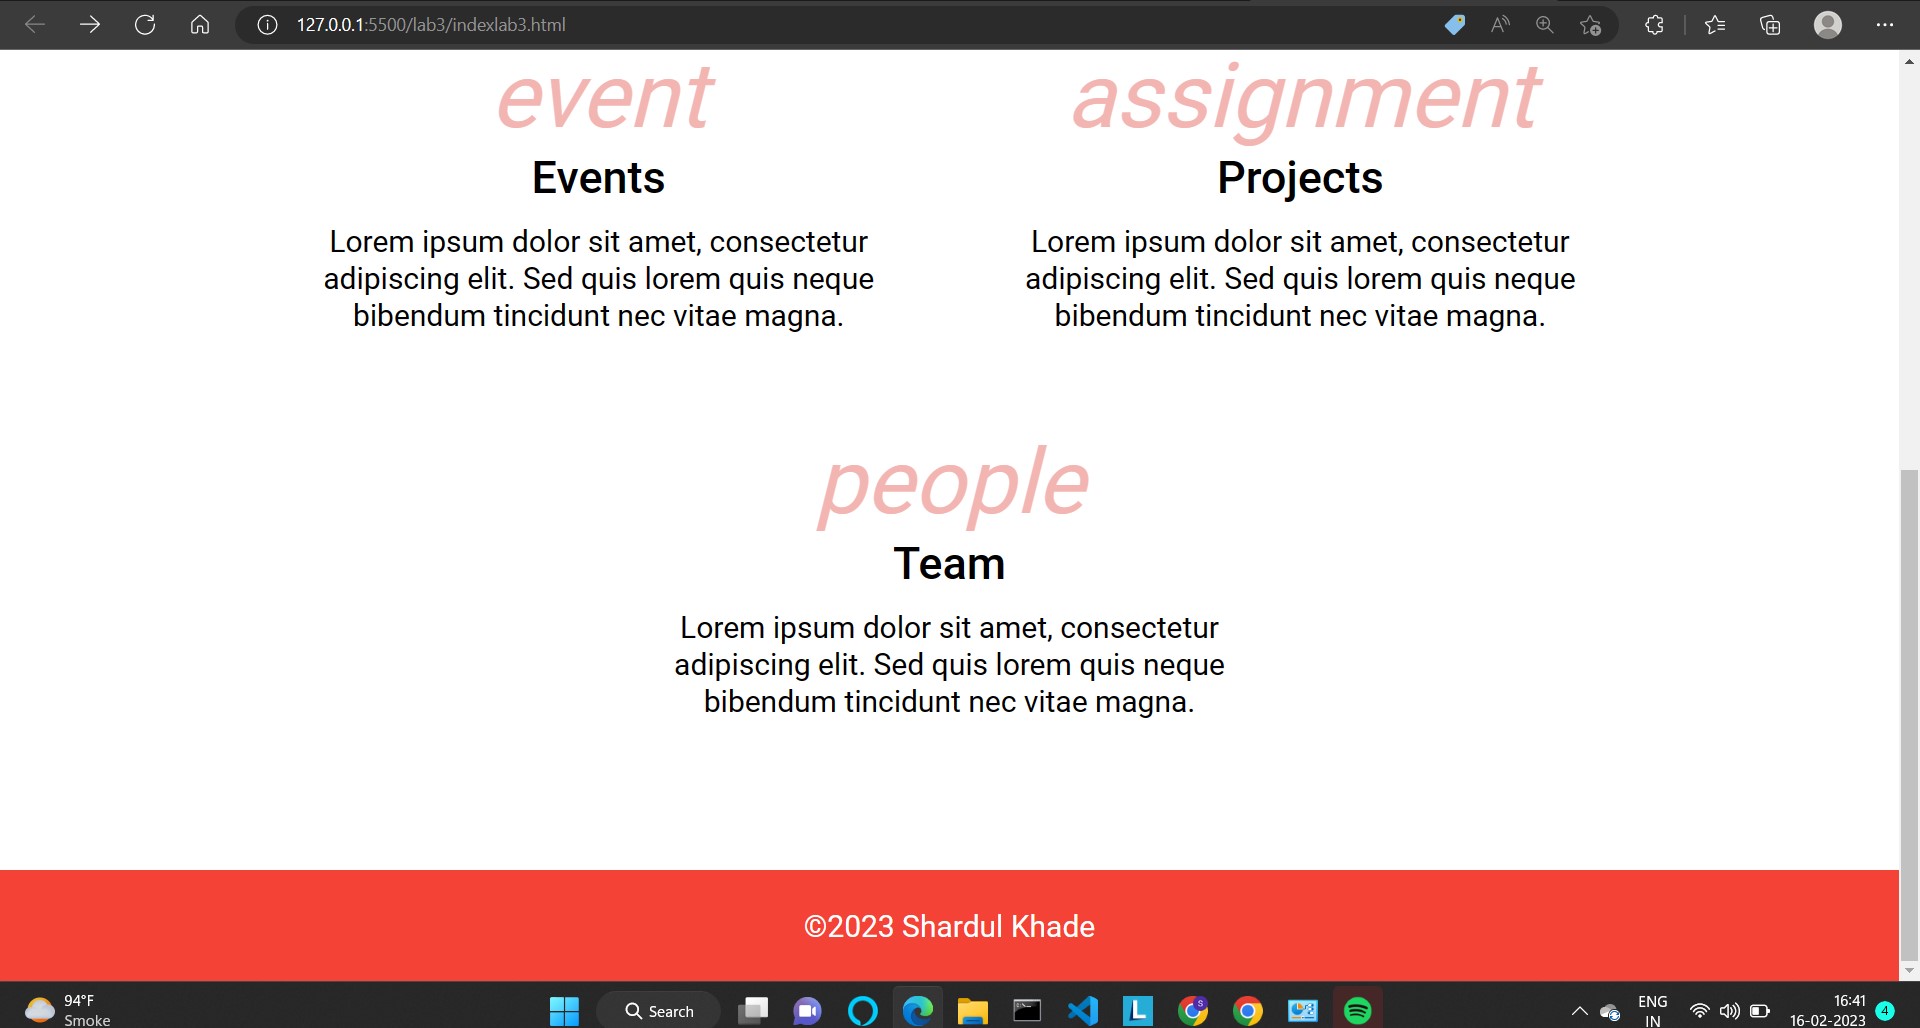 127.0.0.1:5500/lab3/indexlab3.html
event
Events
Lorem ipsum dolor sit amet, consectetur
adipiscing elit. Sed quis lorem quis neque
bibendum tincidunt nec vitae magna.
assignment
Projects
Lorem ipsum dolor sit amet, consectetur
adipiscing elit. Sed quis lorem quis neque
bibendum tincidunt nec vitae magna.
people
Team
Lorem ipsum dolor sit amet, consectetur
adipiscing elit. Sed quis lorem quis neque
bibendum tincidunt nec vitae magna.
©2023 Shardul Khade
94°F
Smoke
Search
L
S
ENG
IN
16:41
16-02-2023
4